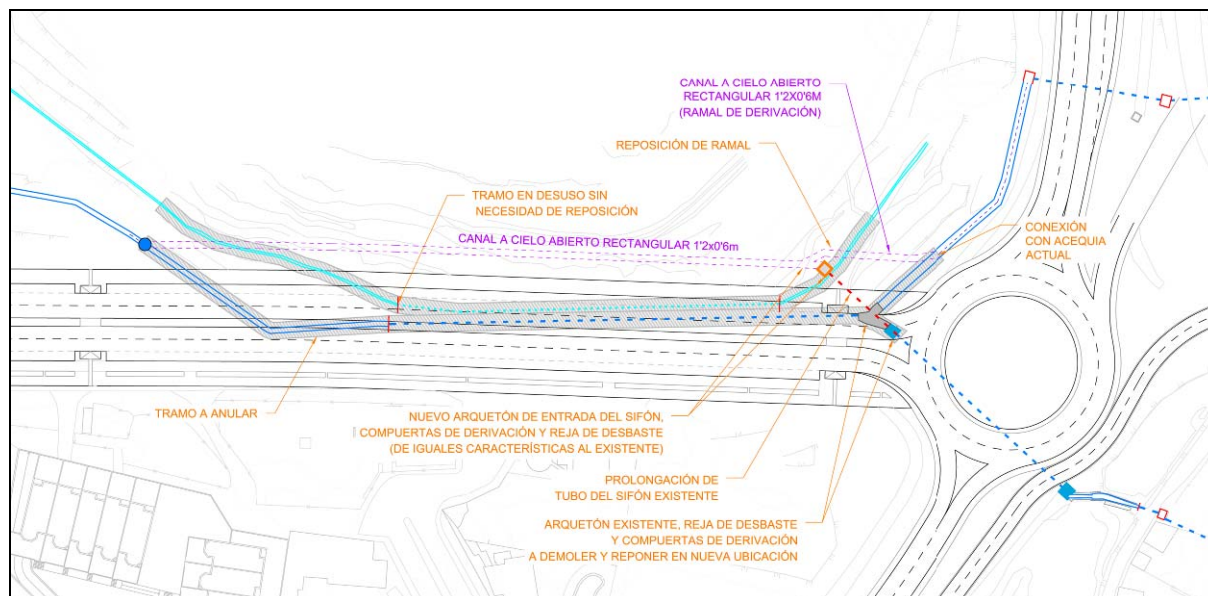 CANAL A CIELO ABIERTO
RECTANGULAR 1'2X0'6M
(RAMAL DE DERIVACIÓN)
REPOSICIÓN DE RAMAL
TRAMO EN DESUSO SIN
NECESIDAD DE REPOSICIÓN
CANAL A CIELO ABIERTO RECTANGULAR 1'2x0'6m
CONEXIÓN
CON ACEQUIA
ACTUAL
TRAMO A ANULAR
NUEVO ARQUETÓN DE ENTRADA DEL SIFÓN,
COMPUERTAS DE DERIVACIÓN Y REJA DE DESBASTE
(DE IGUALES CARACTERÍSTICAS AL EXISTENTE)
PROLONGACIÓN DE
TUBO DEL SIFÓN EXISTENTE
ARQUETÓN EXISTENTE, REJA DE DESBASTE
Y COMPUERTAS DE DERIVACIÓN
A DEMOLER Y REPONER EN NUEVA UBICACIÓN